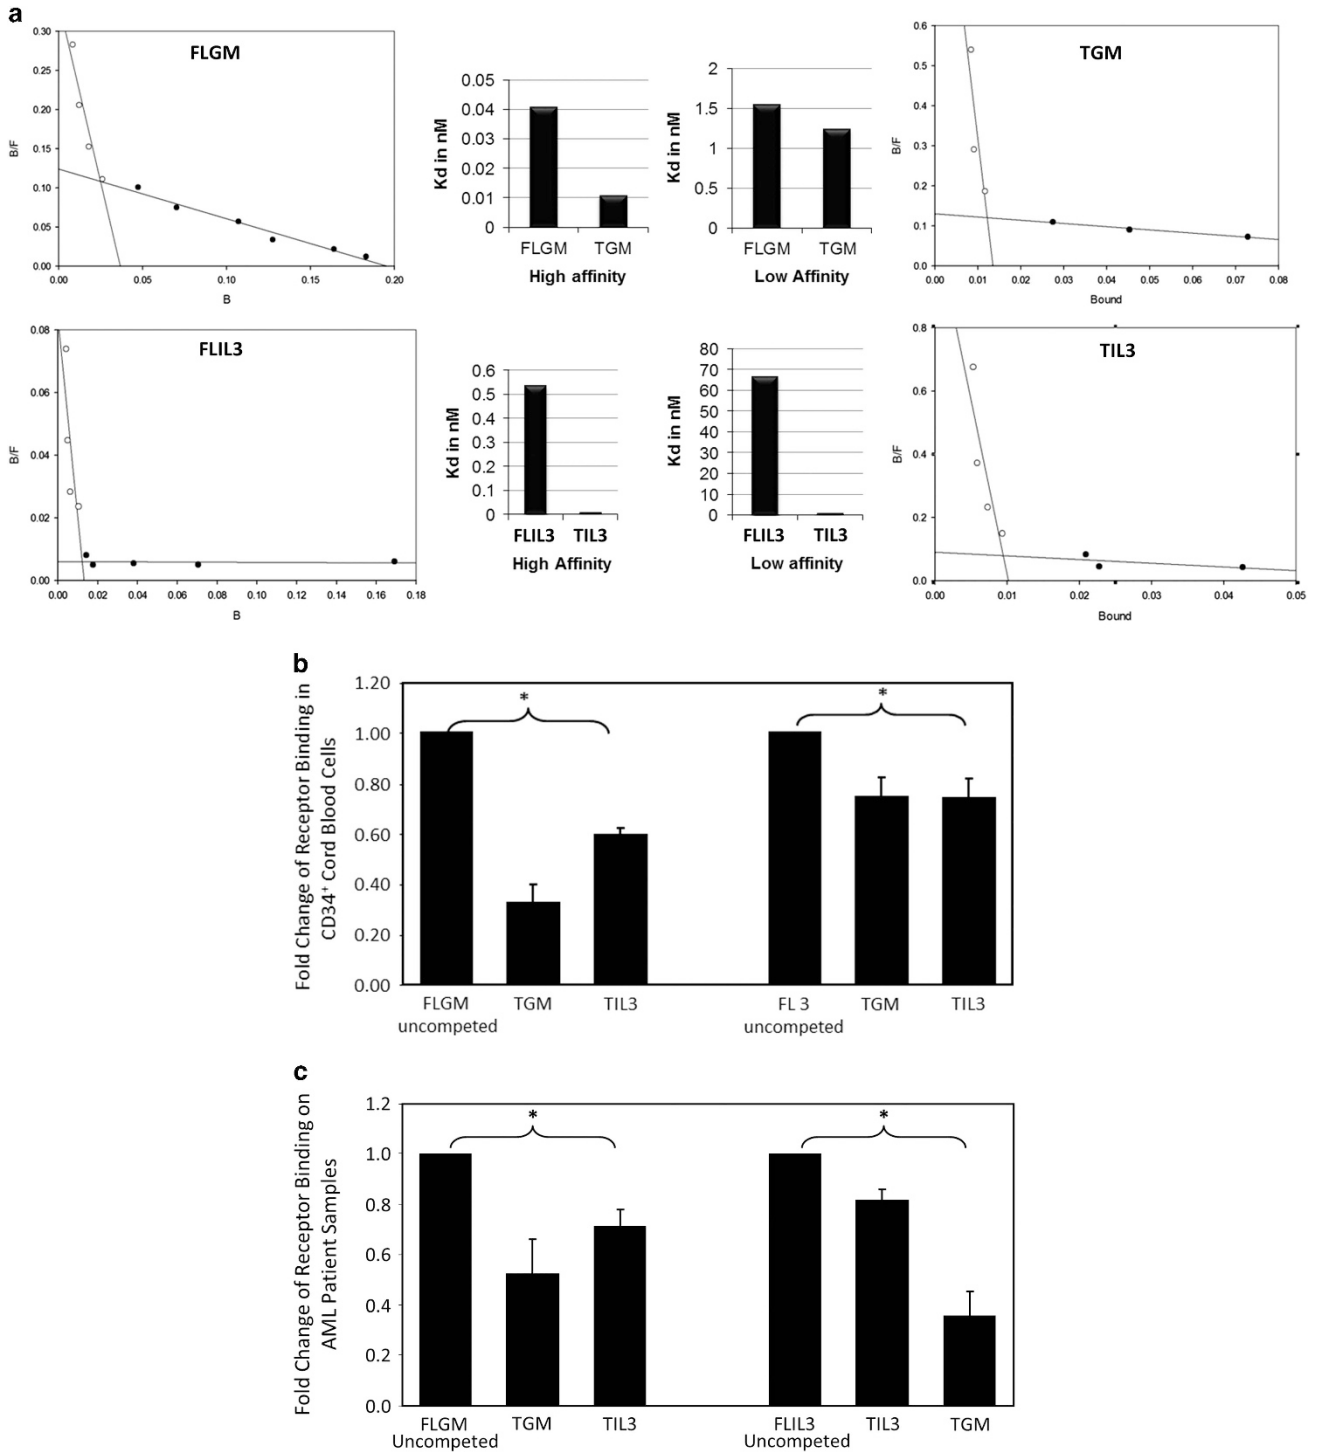 a
FLGM
0.30
0.25
0.20
0.15
0.10
0.05
0.00
B/F
0.00 0.05 0.10 0.15 0.20
B
0.05
0.04
0.03
0.02
0.01
0
Kd in nM
FLGM TGM
High affinity
2
1.5
1
0.5
0
Kd in nM
FLGM TGM
Low Affinity
TGM
0.6
0.5
0.4
0.3
0.2
0.1
0.0
B/F
0.00 0.01 0.02 0.03 0.04 0.05 0.06 0.07 0.08
Bound
FLIL3
0.08
0.06
0.04
0.02
0.00
B/F
0.00 0.02 0.04 0.06 0.08 0.10 0.12 0.14 0.16 0.18
B
0.6
0.5
0.4
0.3
0.2
0.1
0
Kd in nM
FLIL3 TIL3
High Affinity
80
70
60
50
40
30
20
10
0
Kd in nM
FLIL3 TIL3
Low affinity
TIL3
0.8
0.6
0.4
0.2
0.0
B/F
0.00 0.01 0.02 0.03 0.04 0.05
Bound
b
Fold Change of Receptor Binding in
CD34+ Cord Blood Cells
1.20
1.00
0.80
0.60
0.40
0.20
0.00
* *
FLGM TGM TIL3 FL 3 TGM TIL3
uncompeted uncompeted
c
Fold Change of Receptor Binding on
AML Patient Samples
1.2
1.0
0.8
0.6
0.4
0.2
0.0
* *
FLGM TGM TIL3 FLIL3 TIL3 TGM
Uncompeted Uncompeted